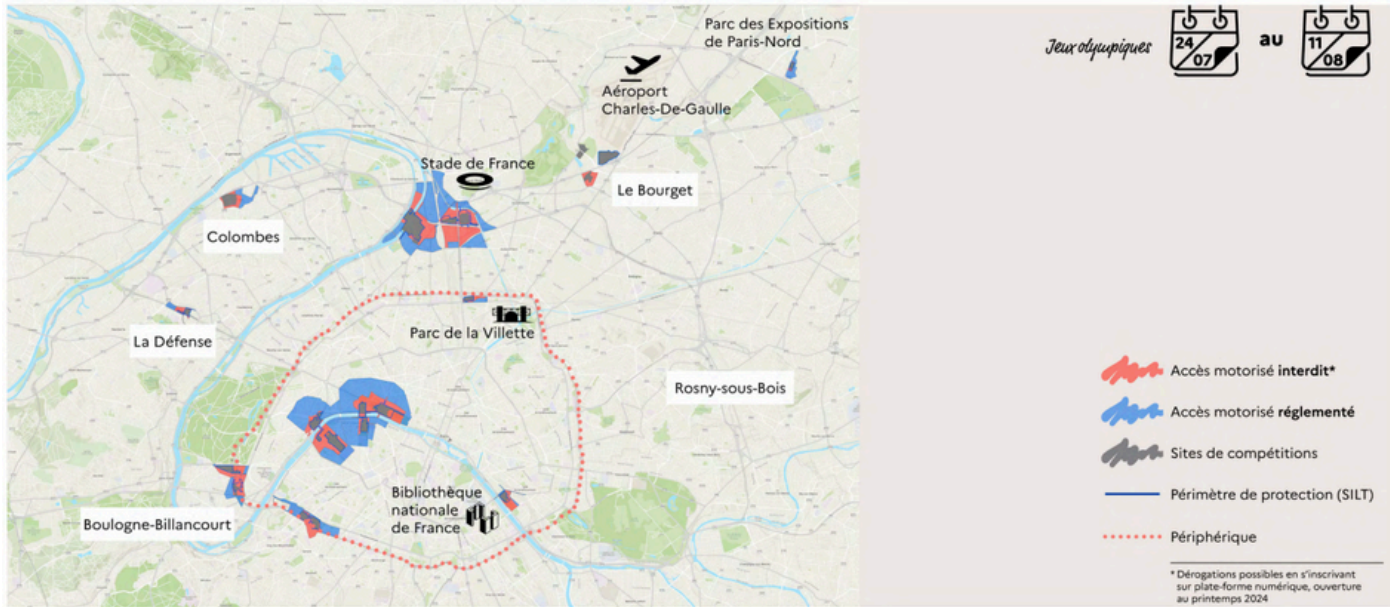 Parc des Expositions
de Paris-Nord
Aéroport
Charles-De-Gaulle
Stade de France
Le Bourget
Colombes
La Défense
Parc de la Villette
Rosny-sous-Bois
Bibliothèque
nationale
de France
Boulogne-Billancourt
Jeux olympiques
24
07
au
11
08
Accès motorisé interdit*
Accès motorisé réglementé
Sites de compétitions
Périmètre de protection (SILT)
Périphérique
* Dérogations possibles en s'inscrivant
sur plate-forme numérique, ouverture
au printemps 2024